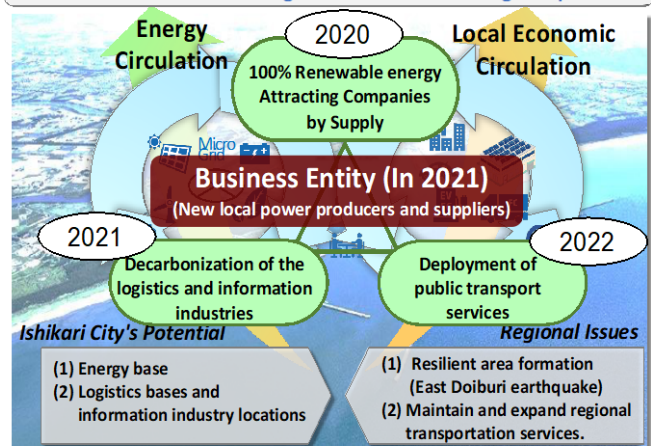 Energy
Circulation
2020
Local Economic
Circulation
100% Renewable energy
Attracting Companies
by Supply
Micro
Grid
Business Entity (In 2021)
(New local power producers and suppliers)
2021
2022
Decarbonization of the
logistics and information
industries
Deployment of
public transport
services
Ishikari City's Potential
Regional Issues
(1) Energy base
(2) Logistics bases and
information industry locations
(1) Resilient area formation
(East Doiburi earthquake)
(2) Maintain and expand regional
transportation services.